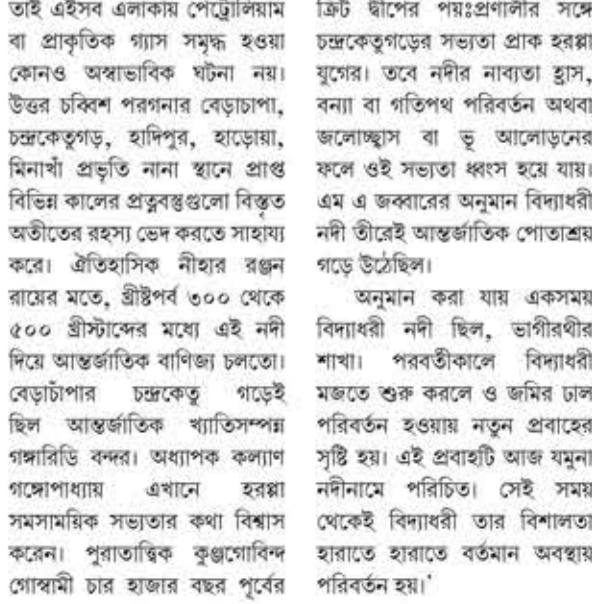 তাই এইসব এলাকায় পেট্রোলিয়াম
বা প্রাকৃতিক গ্যাস সমৃদ্ধ হওয়া
কোনও অস্বাভাবিক ঘটনা নয়।
উত্তর চব্বিশ পরগনার বেড়াচাপা,
চন্দ্রকেতুগড়, হাদিপুর, হাড়োয়া,
মিনাখাঁ প্রভৃতি নানা স্থানে প্রাপ্ত
বিভিন্ন কালের প্রত্নবস্তুগুলো বিস্তৃত
অতীতের রহস্য ভেদ করতে সাহায্য
করে। ঐতিহাসিক নীহার রঞ্জন
রায়ের মতে, খ্রীষ্টপর্ব ৩০০ থেকে
৫০০ খ্রীস্টাব্দের মধ্যে এই নদী
দিয়ে আন্তর্জাতিক বাণিজ্য চলতো।
বেড়াচাঁপার চন্দ্রকেতু গড়েই
ছিল আন্তর্জাতিক খ্যাতিসম্পন্ন
গঙ্গারিডি বন্দর। অধ্যাপক কল্যাণ
গঙ্গোপাধ্যায় এখানে হরপ্পা
সমসাময়িক সভ্যতার কথা বিশ্বাস
করেন। পুরাতাত্ত্বিক কুঞ্জগোবিন্দ
গোস্বামী চার হাজার বছর পূর্বের
ক্রিট দ্বীপের পয়ঃপ্রণালীর সঙ্গে
চন্দ্রকেতুগড়ের সভ্যতা প্রাক হরপ্পা
যুগের। তবে নদীর নাব্যতা হ্রাস,
বন্যা বা গতিপথ পরিবর্তন অথবা
জলোচ্ছ্বাস বা ভূ আলোড়নের
ফলে ওই সভ্যতা ধ্বংস হয়ে যায়।
এম এ জব্বারের অনুমান বিদ্যাধরী
নদী তীরেই আন্তর্জাতিক পোতাশ্রয়
গড়ে উঠেছিল।
অনুমান করা যায় একসময়
বিদ্যাধরী নদী ছিল, ভাগীরথীর
শাখা। পরবর্তীকালে বিদ্যাধরী
মজতে শুরু করলে ও জমির ঢাল
পরিবর্তন হওয়ায় নতুন প্রবাহের
সৃষ্টি হয়। এই প্রবাহটি আজ যমুনা
নদীনামে পরিচিত। সেই সময়
থেকেই বিদ্যাধরী তার বিশালতা
হারাতে হারাতে বর্তমান অবস্থায়
পরিবর্তন হয়।'